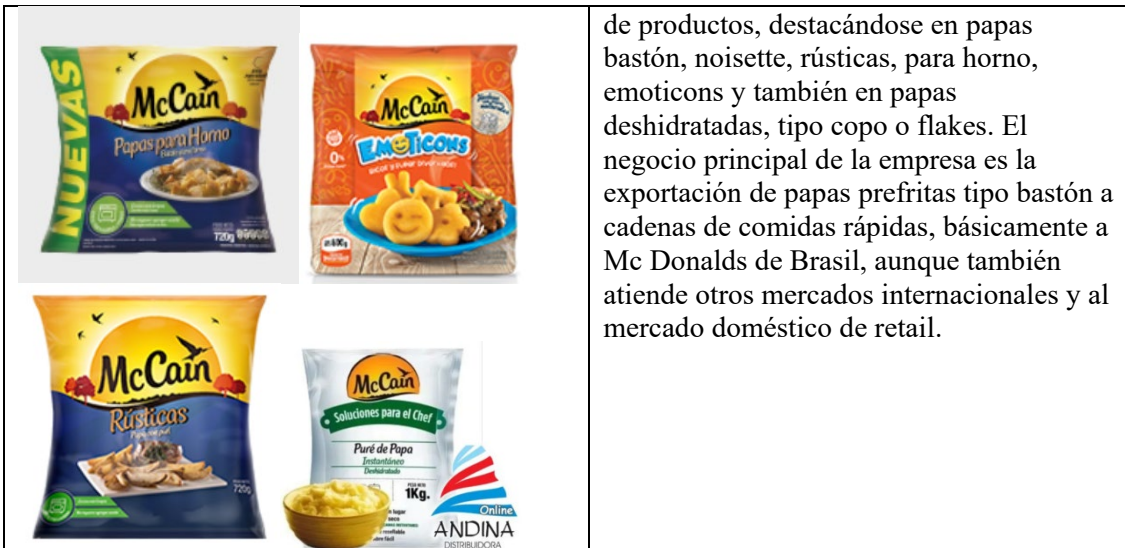 NUEVAS
McCain
Papas para Horno
720g
McCain
EMOTICONS
0%
McCain
Rústicas
720g
McCain
Soluciones para el Chef
Puré de Papa
Instantáneo
Deshidratado
1Kg.
Online
ANDINA
DISTRIBUIDORA
de productos, destacándose en papas
bastón, noisette, rústicas, para horno,
emoticons y también en papas
deshidratadas, tipo copo o flakes. El
negocio principal de la empresa es la
exportación de papas prefritas tipo bastón a
cadenas de comidas rápidas, básicamente a
Mc Donalds de Brasil, aunque también
atiende otros mercados internacionales y al
mercado doméstico de retail.